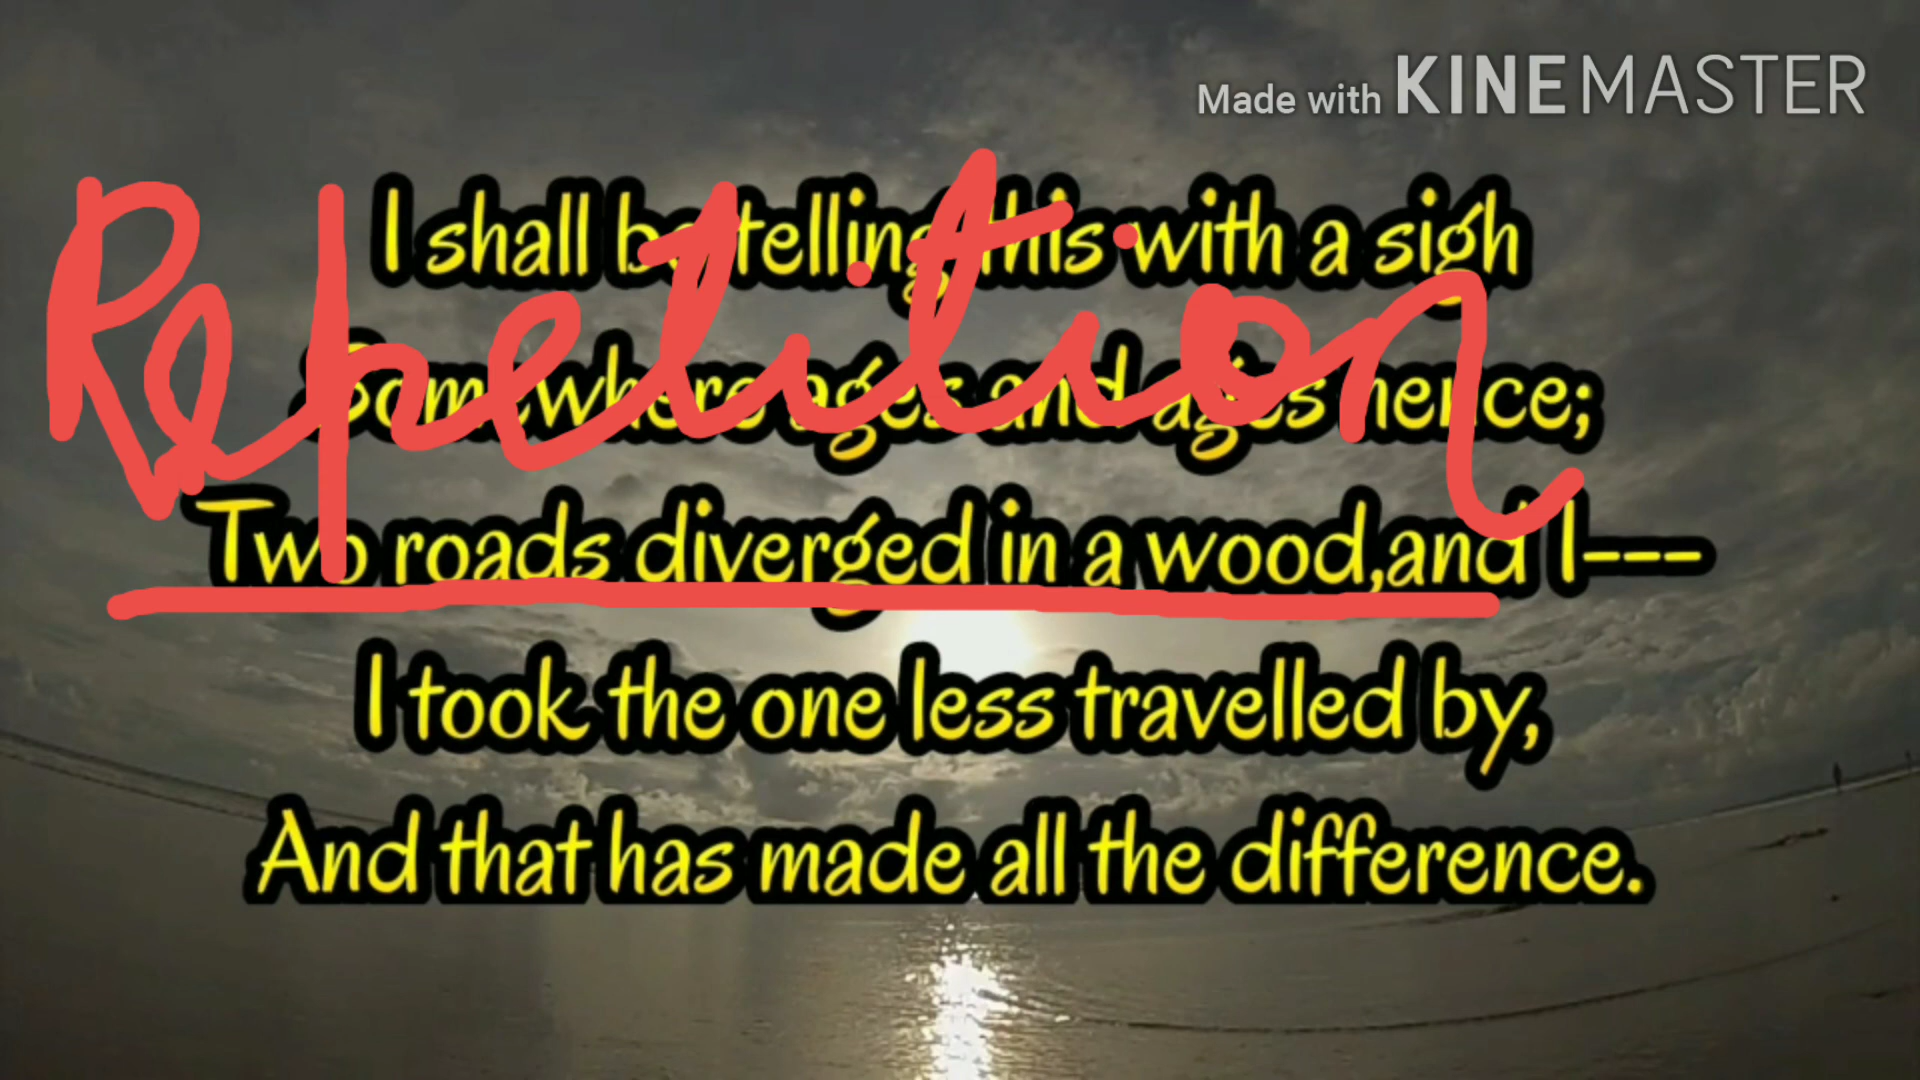 Made with KINEMASTER
Repetition
I shall be telling this with a sigh
Somewhere ages and ages hence;
Two roads diverged in a wood,and I---
I took the one less travelled by,
And that has made all the difference.